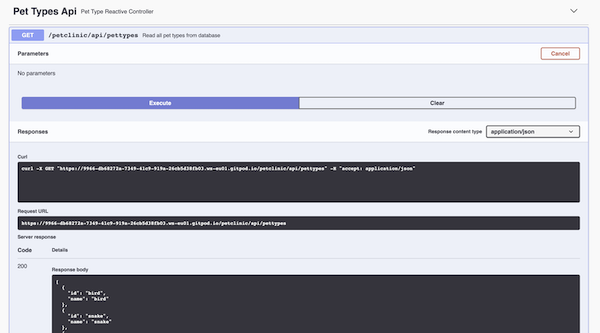 Pet Types Api Pet Type Reactive Controller
GET /petclinic/api/pettypes Read all pet types from database
Parameters Cancel
No parameters
Execute Clear
Responses Response content type application/json
Curl
curl -X GET "https://9966-db68272a-7349-41c9-919a-26cb5d38fb03.ws-eu01.gitpod.io/petclinic/api/pettypes" -H "accept: application/json"
Request URL
https://9966-db68272a-7349-41c9-919a-26cb5d38fb03.ws-eu01.gitpod.io/petclinic/api/pettypes
Server response
Code Details
200
Response body
[
{
"id": "bird",
"name": "bird"
},
{
"id": "snake",
"name": "snake"
},